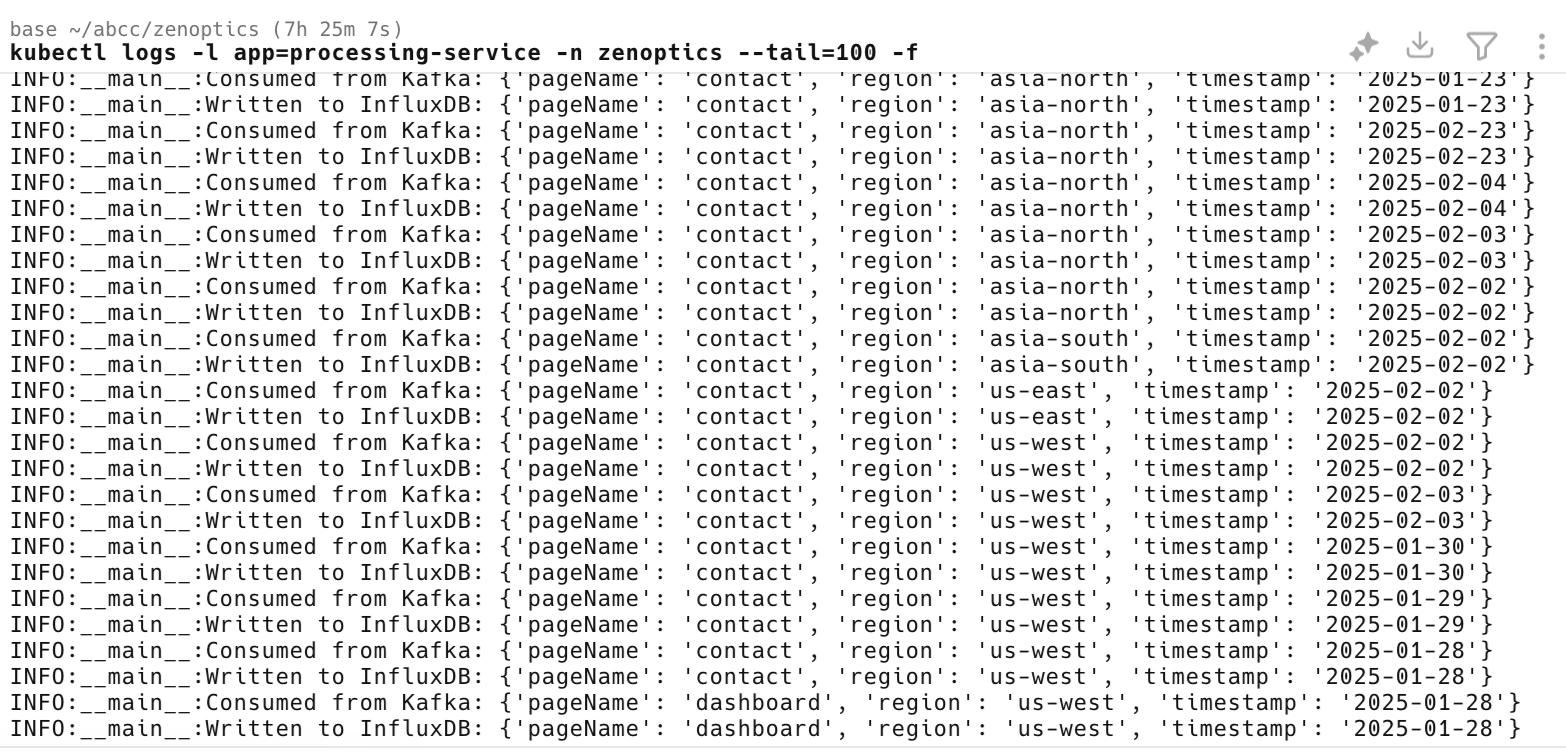 base ~/abcc/zenoptics (7h 25m 7s)
kubectl logs -l app=processing-service -n zenoptics --tail=100 -f
INFO:__main__:Consumed from Kafka: {'pageName': 'contact', 'region': 'asia-north', 'timestamp': '2025-01-23'}
INFO:__main__:Written to InfluxDB: {'pageName': 'contact', 'region': 'asia-north', 'timestamp': '2025-01-23'}
INFO:__main__:Consumed from Kafka: {'pageName': 'contact', 'region': 'asia-north', 'timestamp': '2025-02-23'}
INFO:__main__:Written to InfluxDB: {'pageName': 'contact', 'region': 'asia-north', 'timestamp': '2025-02-23'}
INFO:__main__:Consumed from Kafka: {'pageName': 'contact', 'region': 'asia-north', 'timestamp': '2025-02-04'}
INFO:__main__:Written to InfluxDB: {'pageName': 'contact', 'region': 'asia-north', 'timestamp': '2025-02-04'}
INFO:__main__:Consumed from Kafka: {'pageName': 'contact', 'region': 'asia-north', 'timestamp': '2025-02-03'}
INFO:__main__:Written to InfluxDB: {'pageName': 'contact', 'region': 'asia-north', 'timestamp': '2025-02-03'}
INFO:__main__:Consumed from Kafka: {'pageName': 'contact', 'region': 'asia-north', 'timestamp': '2025-02-02'}
INFO:__main__:Written to InfluxDB: {'pageName': 'contact', 'region': 'asia-north', 'timestamp': '2025-02-02'}
INFO:__main__:Consumed from Kafka: {'pageName': 'contact', 'region': 'asia-south', 'timestamp': '2025-02-02'}
INFO:__main__:Written to InfluxDB: {'pageName': 'contact', 'region': 'asia-south', 'timestamp': '2025-02-02'}
INFO:__main__:Consumed from Kafka: {'pageName': 'contact', 'region': 'us-east', 'timestamp': '2025-02-02'}
INFO:__main__:Written to InfluxDB: {'pageName': 'contact', 'region': 'us-east', 'timestamp': '2025-02-02'}
INFO:__main__:Consumed from Kafka: {'pageName': 'contact', 'region': 'us-west', 'timestamp': '2025-02-02'}
INFO:__main__:Written to InfluxDB: {'pageName': 'contact', 'region': 'us-west', 'timestamp': '2025-02-02'}
INFO:__main__:Consumed from Kafka: {'pageName': 'contact', 'region': 'us-west', 'timestamp': '2025-02-03'}
INFO:__main__:Written to InfluxDB: {'pageName': 'contact', 'region': 'us-west', 'timestamp': '2025-02-03'}
INFO:__main__:Consumed from Kafka: {'pageName': 'contact', 'region': 'us-west', 'timestamp': '2025-01-30'}
INFO:__main__:Written to InfluxDB: {'pageName': 'contact', 'region': 'us-west', 'timestamp': '2025-01-30'}
INFO:__main__:Consumed from Kafka: {'pageName': 'contact', 'region': 'us-west', 'timestamp': '2025-01-29'}
INFO:__main__:Written to InfluxDB: {'pageName': 'contact', 'region': 'us-west', 'timestamp': '2025-01-29'}
INFO:__main__:Consumed from Kafka: {'pageName': 'contact', 'region': 'us-west', 'timestamp': '2025-01-28'}
INFO:__main__:Written to InfluxDB: {'pageName': 'contact', 'region': 'us-west', 'timestamp': '2025-01-28'}
INFO:__main__:Consumed from Kafka: {'pageName': 'dashboard', 'region': 'us-west', 'timestamp': '2025-01-28'}
INFO:__main__:Written to InfluxDB: {'pageName': 'dashboard', 'region': 'us-west', 'timestamp': '2025-01-28'}